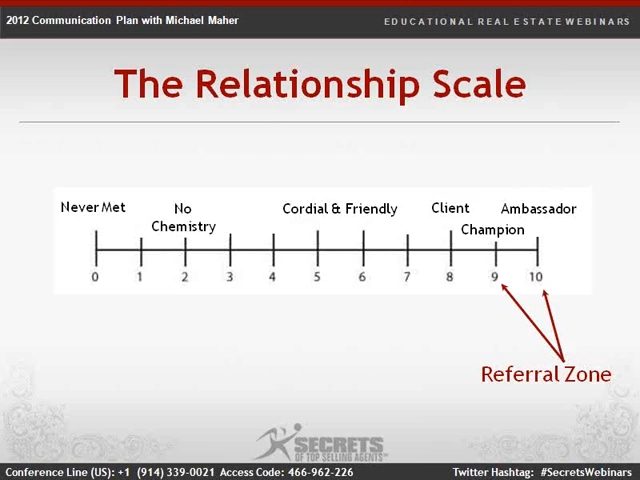 2012 Communication Plan with Michael Maher
EDUCATIONAL REAL ESTATE WEBINARS
The Relationship Scale
Never Met
No
Chemistry
Cordial & Friendly
Client
Champion
Ambassador
0 1 2 3 4 5 6 7 8 9 10
Referral Zone
SECRETS
OF TOP SELLING AGENTS
Conference Line (US): +1 (914) 339-0021 Access Code: 466-962-226
Twitter Hashtag: #SecretsWebinars